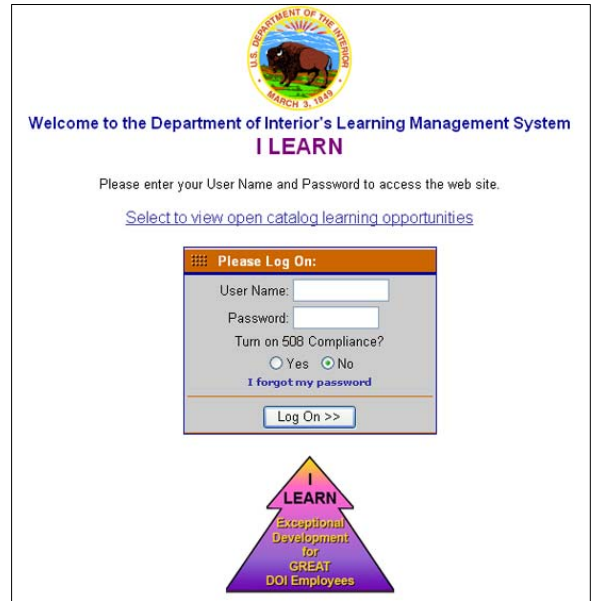 U.S. DEPARTMENT OF THE INTERIOR
MARCH 3, 1849
Welcome to the Department of Interior's Learning Management System
I LEARN
Please enter your User Name and Password to access the web site.
Select to view open catalog learning opportunities
Please Log On:
User Name:
Password:
Turn on 508 Compliance?
Yes No
I forgot my password
Log On >>
I
LEARN
Exceptional
Development
for
GREAT
DOI Employees